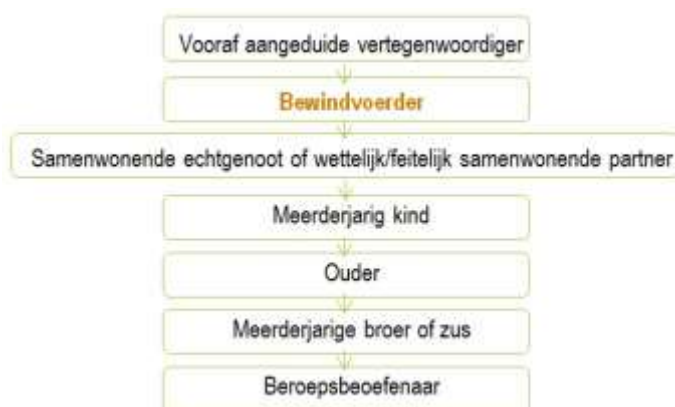 Vooraf aangeduide vertegenwoordiger
Bewindvoerder
Samenwonende echtgenoot of wettelijk/feitelijk samenwonende partner
Meerderjarig kind
Ouder
Meerderjarige broer of zus
Beroepsbeoefenaar